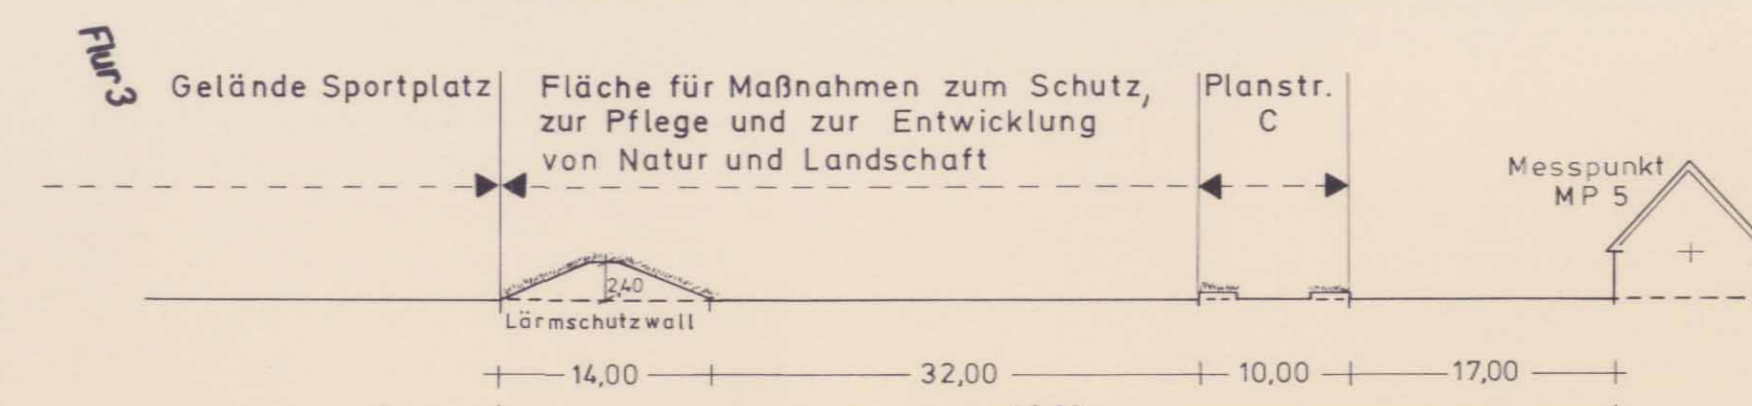 Flur 3
Gelände Sportplatz
Fläche für Maßnahmen zum Schutz,
zur Pflege und zur Entwicklung
von Natur und Landschaft
Planstr.
C
Messpunkt
MP 5
2,40
Lärmschutzwall
14,00
32,00
10,00
17,00